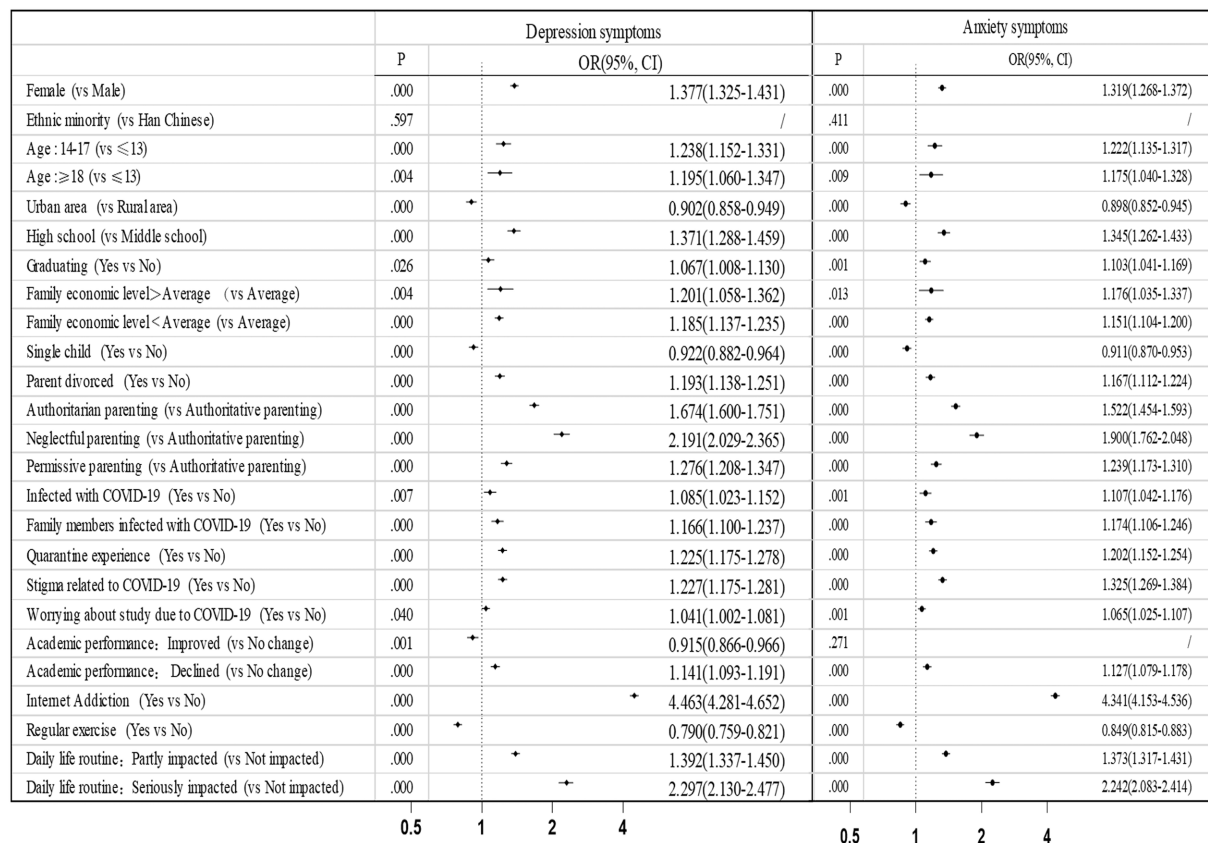 Depression symptoms Anxiety symptoms
P OR(95%, CI) P OR(95%, CI)
Female (vs Male) .000 1.377(1.325-1.431) .000 1.319(1.268-1.372)
Ethnic minority (vs Han Chinese) .597 / .411 /
Age : 14-17 (vs ≤13) .000 1.238(1.152-1.331) .000 1.222(1.135-1.317)
Age :≥18 (vs ≤13) .004 1.195(1.060-1.347) .009 1.175(1.040-1.328)
Urban area (vs Rural area) .000 0.902(0.858-0.949) .000 0.898(0.852-0.945)
High school (vs Middle school) .000 1.371(1.288-1.459) .000 1.345(1.262-1.433)
Graduating (Yes vs No) .026 1.067(1.008-1.130) .001 1.103(1.041-1.169)
Family economic level>Average （vs Average) .004 1.201(1.058-1.362) .013 1.176(1.035-1.337)
Family economic level<Average (vs Average) .000 1.185(1.137-1.235) .000 1.151(1.104-1.200)
Single child (Yes vs No) .000 0.922(0.882-0.964) .000 0.911(0.870-0.953)
Parent divorced (Yes vs No) .000 1.193(1.138-1.251) .000 1.167(1.112-1.224)
Authoritarian parenting (vs Authoritative parenting) .000 1.674(1.600-1.751) .000 1.522(1.454-1.593)
Neglectful parenting (vs Authoritative parenting) .000 2.191(2.029-2.365) .000 1.900(1.762-2.048)
Permissive parenting (vs Authoritative parenting) .000 1.276(1.208-1.347) .000 1.239(1.173-1.310)
Infected with COVID-19 (Yes vs No) .007 1.085(1.023-1.152) .001 1.107(1.042-1.176)
Family members infected with COVID-19 (Yes vs No) .000 1.166(1.100-1.237) .000 1.174(1.106-1.246)
Quarantine experience (Yes vs No) .000 1.225(1.175-1.278) .000 1.202(1.152-1.254)
Stigma related to COVID-19 (Yes vs No) .000 1.227(1.175-1.281) .000 1.325(1.269-1.384)
Worrying about study due to COVID-19 (Yes vs No) .040 1.041(1.002-1.081) .001 1.065(1.025-1.107)
Academic performance：Improved (vs No change) .001 0.915(0.866-0.966) .271 /
Academic performance：Declined (vs No change) .000 1.141(1.093-1.191) .000 1.127(1.079-1.178)
Internet Addiction (Yes vs No) .000 4.463(4.281-4.652) .000 4.341(4.153-4.536)
Regular exercise (Yes vs No) .000 0.790(0.759-0.821) .000 0.849(0.815-0.883)
Daily life routine：Partly impacted (vs Not impacted) .000 1.392(1.337-1.450) .000 1.373(1.317-1.431)
Daily life routine：Seriously impacted (vs Not impacted) .000 2.297(2.130-2.477) .000 2.242(2.083-2.414)
0.5 1 2 4 0.5 1 2 4